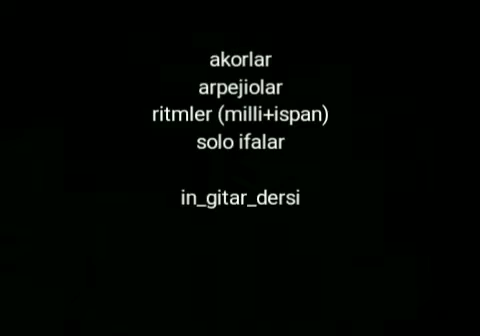 akorlar
arpejiolar
ritmler (milli+ispan)
solo ifalar
in_gitar_dersi